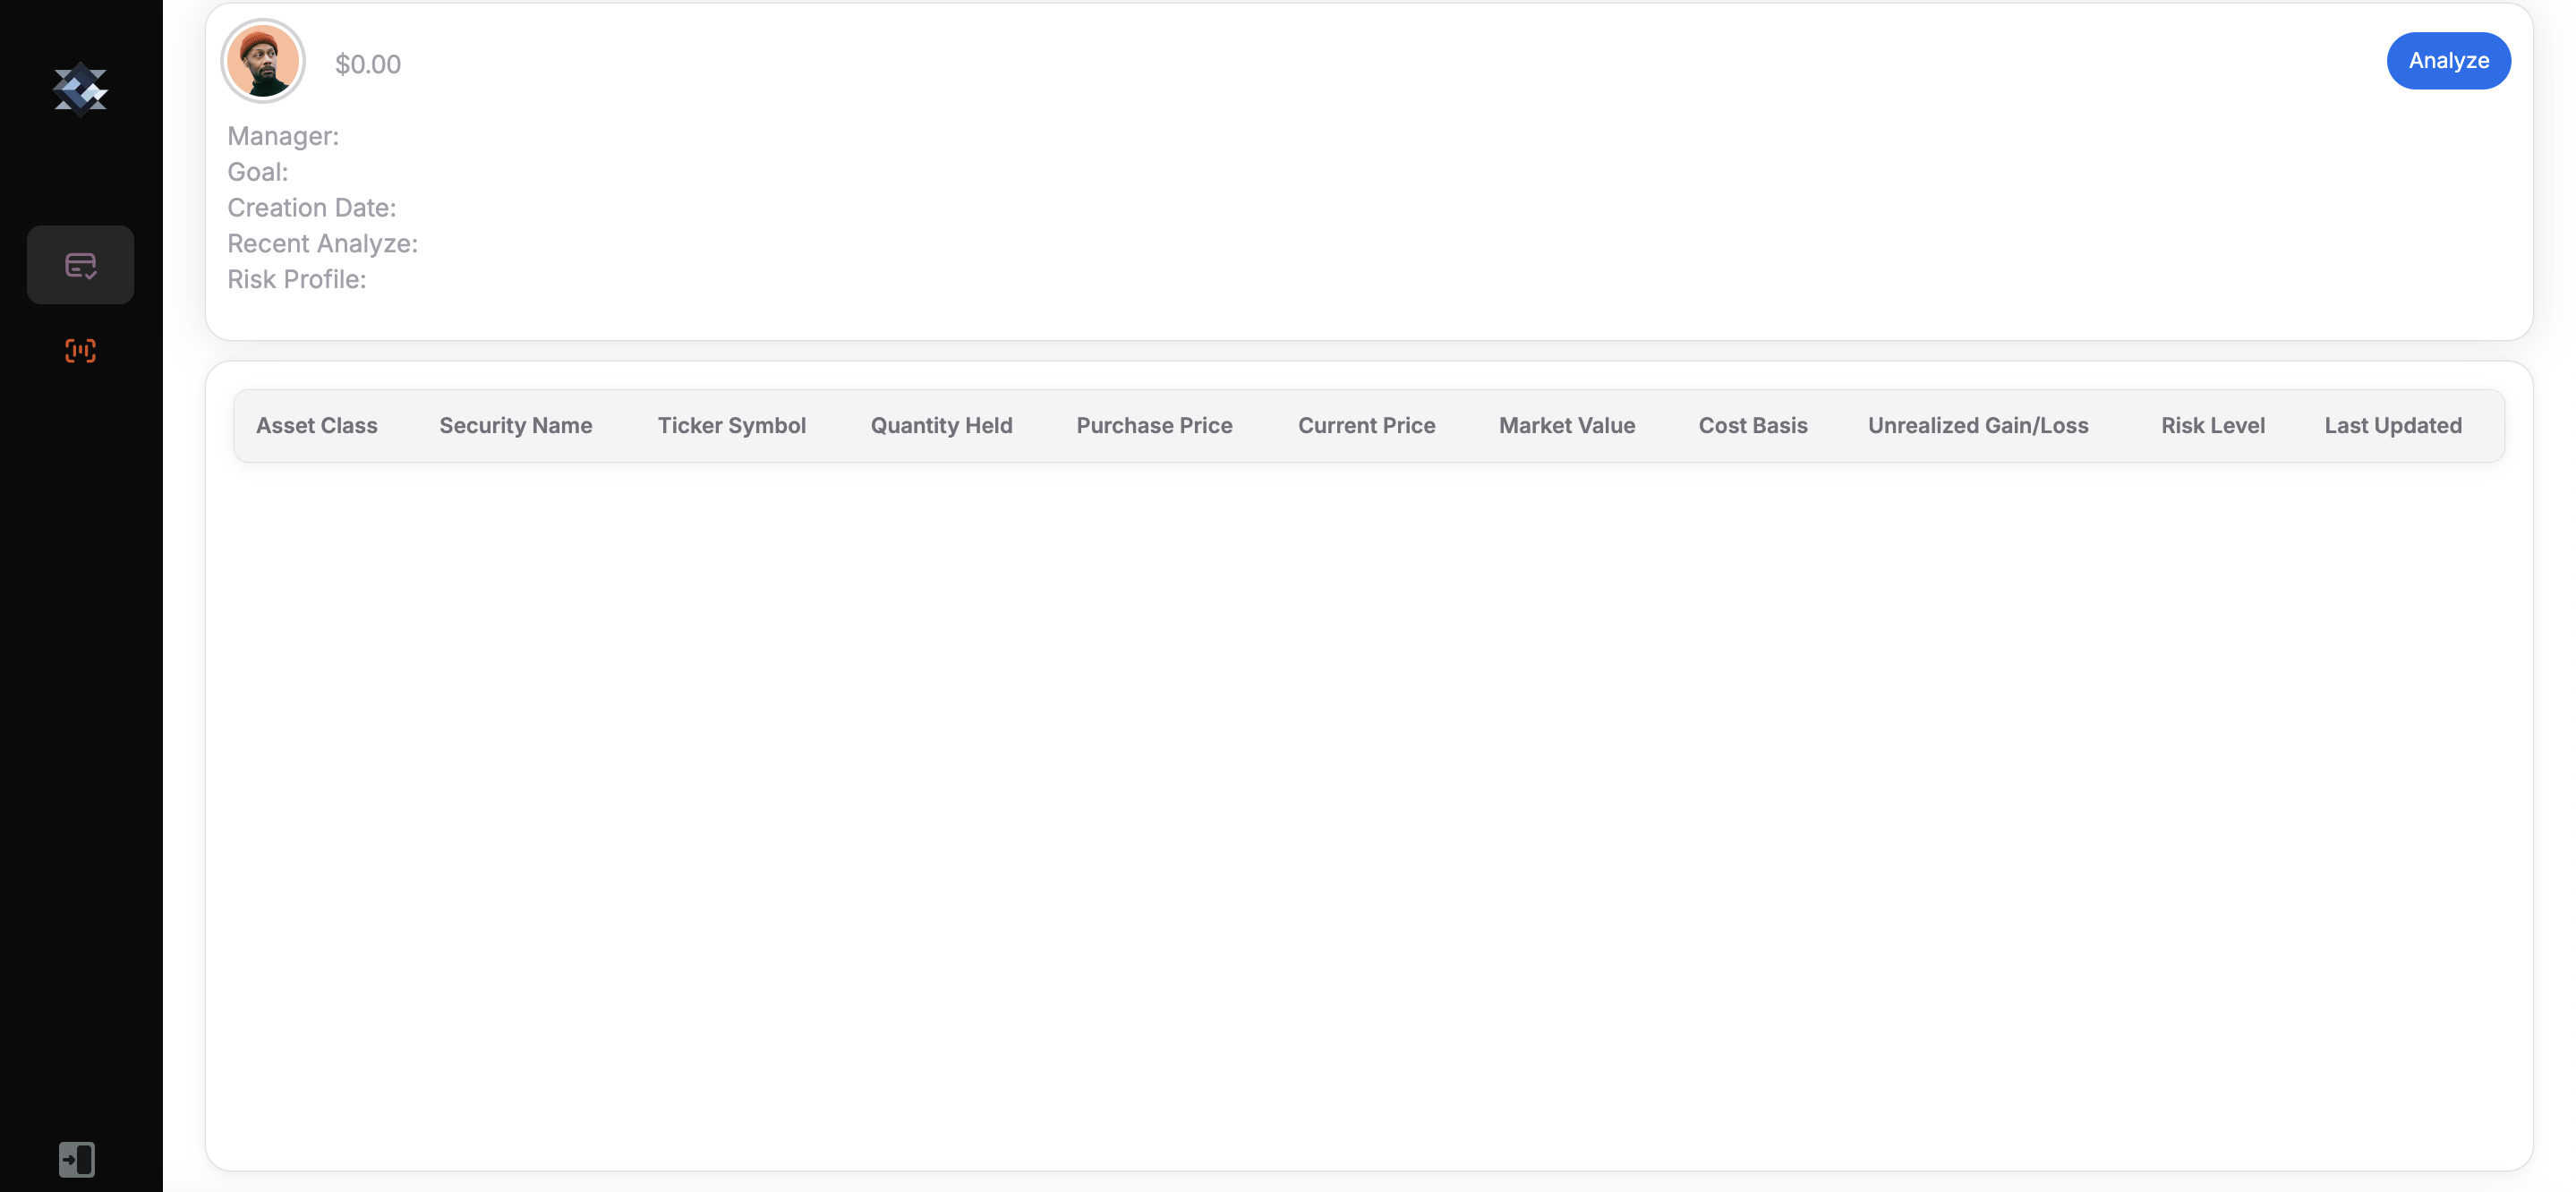 $0.00
Analyze
Manager:
Goal:
Creation Date:
Recent Analyze:
Risk Profile:
Asset Class Security Name Ticker Symbol Quantity Held Purchase Price Current Price Market Value Cost Basis Unrealized Gain/Loss Risk Level Last Updated